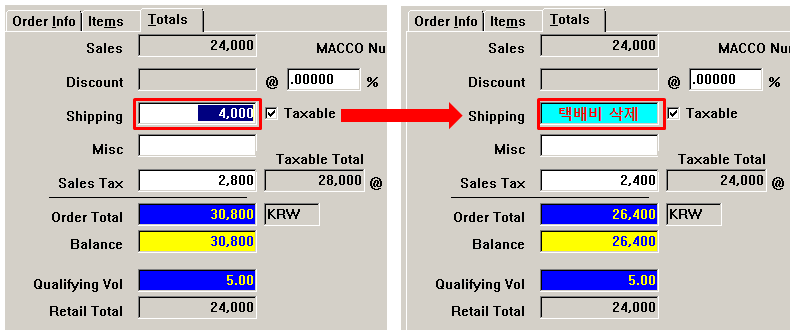 Order Info Items Totals
Sales 24,000 MACCO Nu
Discount @ .00000 %
Shipping 4,000 Taxable
Misc
Taxable Total
Sales Tax 2,800 28,000 @
Order Total 30,800 KRW
Balance 30,800
Qualifying Vol 5.00
Retail Total 24,000
Order Info Items Totals
Sales 24,000 MACCO Nu
Discount @ .00000 %
Shipping 택배비 삭제 Taxable
Misc
Taxable Total
Sales Tax 2,400 24,000 @
Order Total 26,400 KRW
Balance 26,400
Qualifying Vol 5.00
Retail Total 24,000